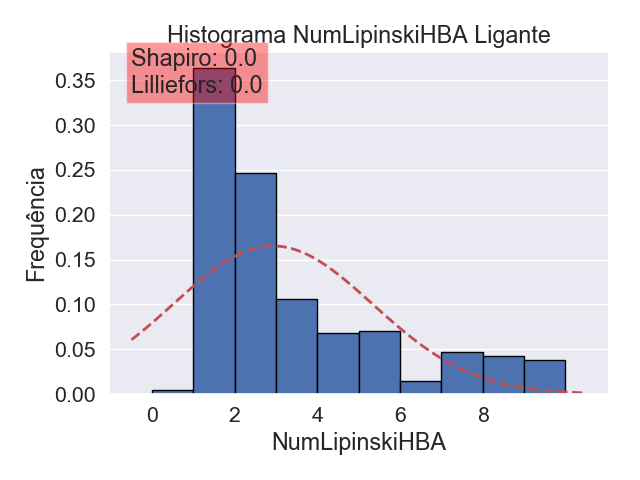 Histograma NumLipinskiHBA Ligante
Shapiro: 0.0
Lilliefors: 0.0
0.35
0.30
0.25
0.20
0.15
0.10
0.05
0.00
Frequência
0 2 4 6 8
NumLipinskiHBA